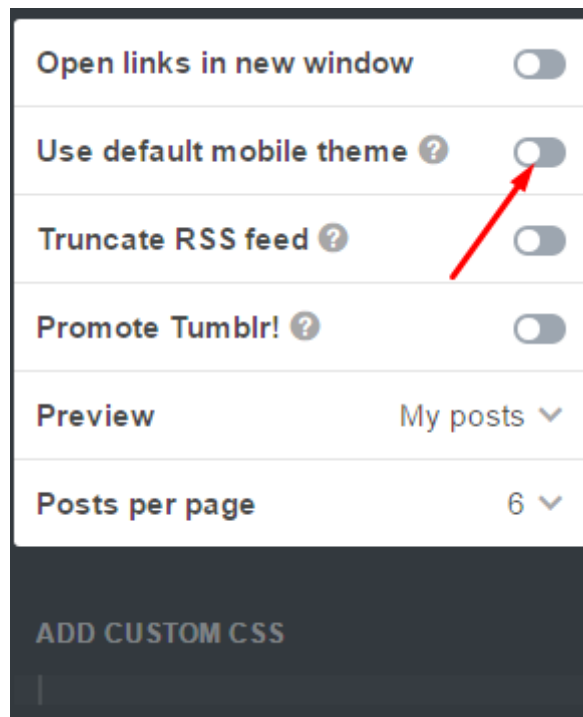 Open links in new window
Use default mobile theme ?
Truncate RSS feed ?
Promote Tumblr! ?
Preview My posts
Posts per page 6
ADD CUSTOM CSS